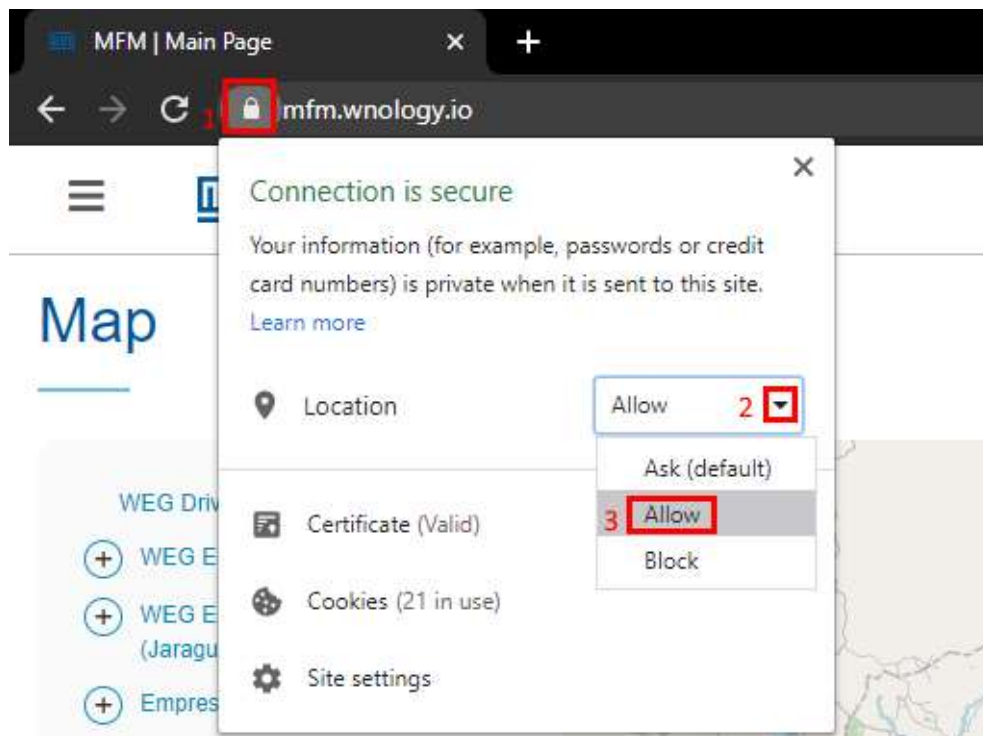 MFM | Main Page
1
mfm.wnology.io
Connection is secure
Your information (for example, passwords or credit
card numbers) is private when it is sent to this site.
Learn more
Map
Location
Allow
2
Ask (default)
3 Allow
Block
WEG Driv
Certificate (Valid)
WEG E
Cookies (21 in use)
WEG E
(Jaragu
Site settings
Empres